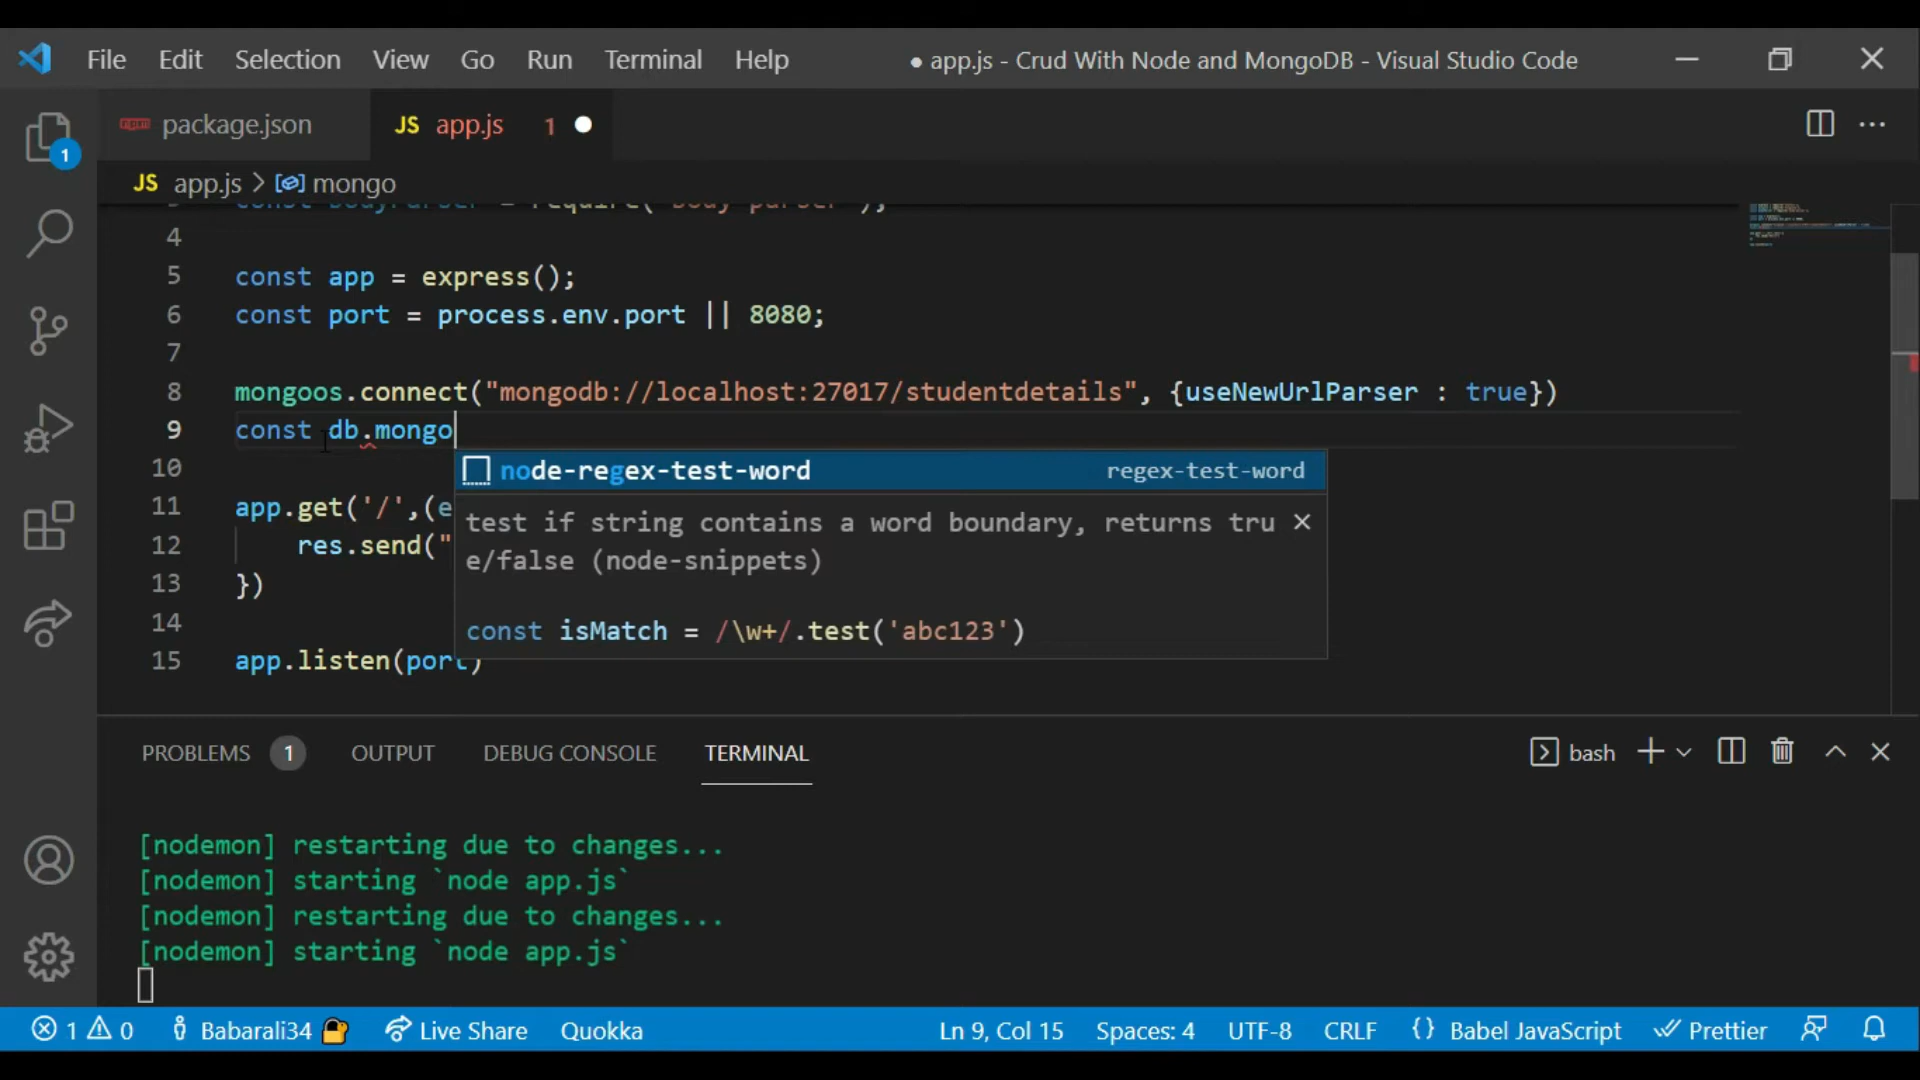 File Edit Selection View Go Run Terminal Help ● app.js - Crud With Node and MongoDB - Visual Studio Code
package.json JS app.js 1
JS app.js > mongo
4
5 const app = express();
6 const port = process.env.port || 8080;
7
8 mongoos.connect("mongodb://localhost:27017/studentdetails", {useNewUrlParser : true})
9 const db.mongo
10
11 app.get('/',(e
12 res.send("
13 })
14
15 app.listen(port)
node-regex-test-word regex-test-word
test if string contains a word boundary, returns tru
e/false (node-snippets)
const isMatch = /\w+/.test('abc123')
1
PROBLEMS 1 OUTPUT DEBUG CONSOLE TERMINAL bash
[nodemon] restarting due to changes...
[nodemon] starting `node app.js`
[nodemon] restarting due to changes...
[nodemon] starting `node app.js`
1 0 Babarali34 Live Share Quokka Ln 9, Col 15 Spaces: 4 UTF-8 CRLF {} Babel JavaScript Prettier